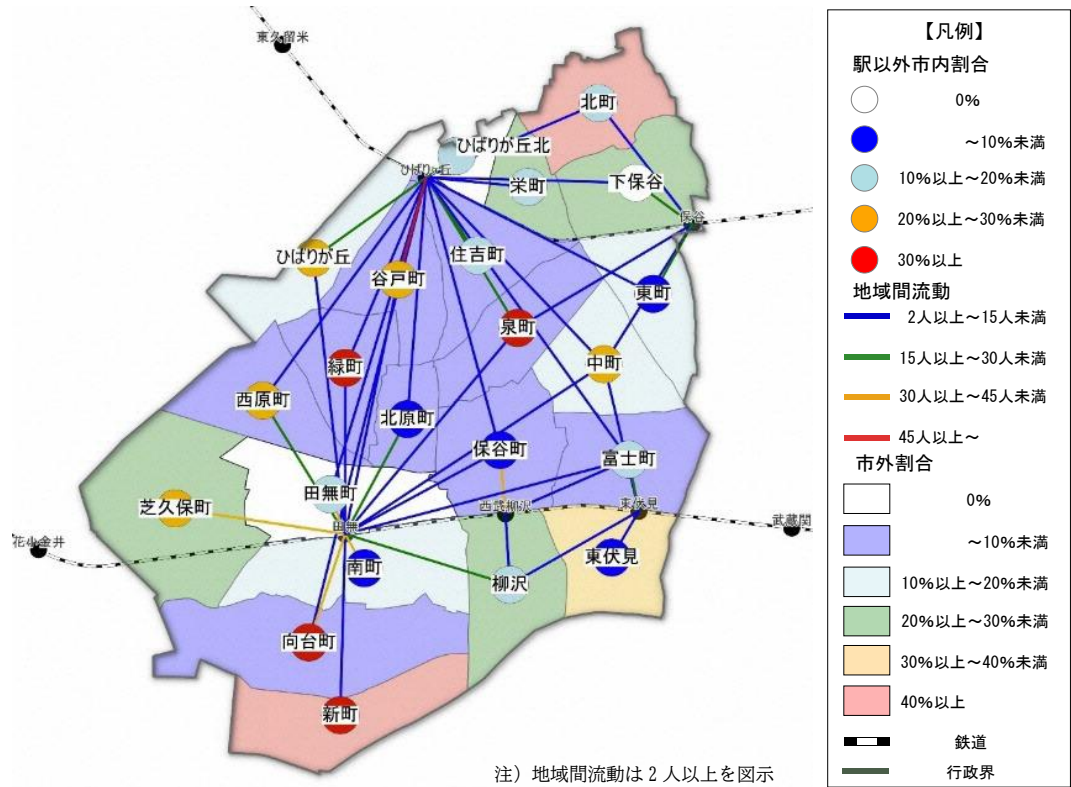 東久留米
北町
ひばりが丘北
ひばりヶ丘
栄町
下保谷
保谷
ひばりが丘
谷戸町
住吉町
東町
泉町
緑町
中町
西原町
北原町
保谷町
富士町
田無町
芝久保町
西武柳沢
東伏見
武蔵関
田無
花小金井
南町
柳沢
東伏見
向台町
新町
注）地域間流動は2人以上を図示
【凡例】
駅以外市内割合
0%
～10%未満
10%以上～20%未満
20%以上～30%未満
30%以上
地域間流動
2人以上～15人未満
15人以上～30人未満
30人以上～45人未満
45人以上～
市外割合
0%
～10%未満
10%以上～20%未満
20%以上～30%未満
30%以上～40%未満
40%以上
鉄道
行政界